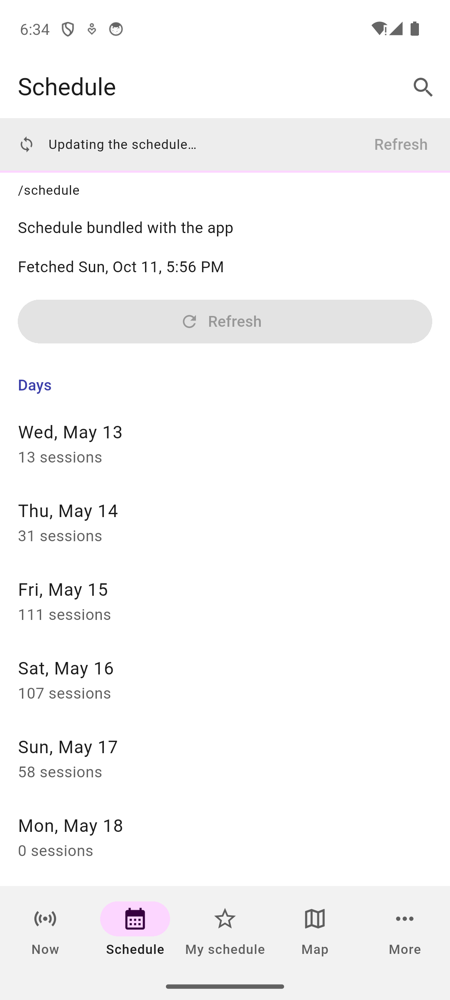 6:34
Schedule
Updating the schedule…
Refresh
/schedule
Schedule bundled with the app
Fetched Sun, Oct 11, 5:56 PM
Refresh
Days
Wed, May 13
13 sessions
Thu, May 14
31 sessions
Fri, May 15
111 sessions
Sat, May 16
107 sessions
Sun, May 17
58 sessions
Mon, May 18
0 sessions
Now
Schedule
My schedule
Map
More